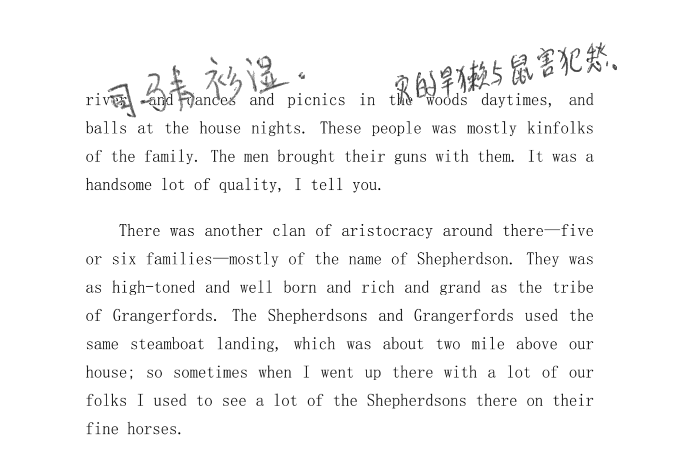 司马青衫湿。
灾的旱獭与鼠害犯愁。
river, and dances and picnics in the woods daytimes, and
balls at the house nights. These people was mostly kinfolks
of the family. The men brought their guns with them. It was a
handsome lot of quality, I tell you.
There was another clan of aristocracy around there—five
or six families—mostly of the name of Shepherdson. They was
as high-toned and well born and rich and grand as the tribe
of Grangerfords. The Shepherdsons and Grangerfords used the
same steamboat landing, which was about two mile above our
house; so sometimes when I went up there with a lot of our
folks I used to see a lot of the Shepherdsons there on their
fine horses.